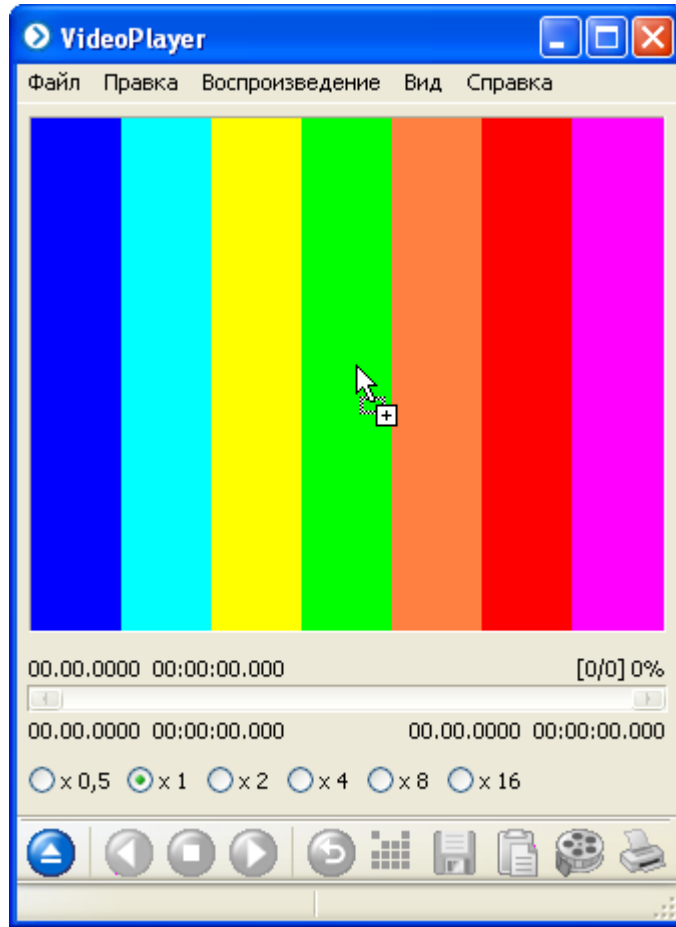 VideoPlayer
Файл Правка Воспроизведение Вид Справка
00.00.0000 00:00:00.000 [0/0] 0%
00.00.0000 00:00:00.000 00.00.0000 00:00:00.000
x 0,5 x 1 x 2 x 4 x 8 x 16